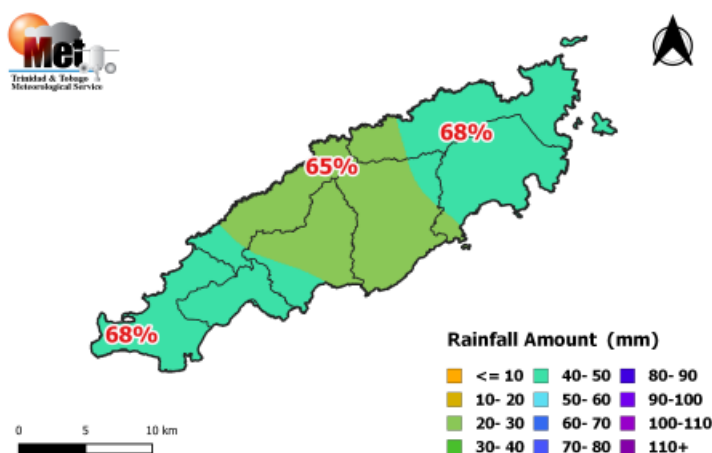 Met
Trinidad & Tobago
Meteorological Service
68%
65%
68%
Rainfall Amount (mm)
<= 10 40- 50 80- 90
10- 20 50- 60 90-100
20- 30 60- 70 100-110
30- 40 70- 80 110+
0 5 10 km